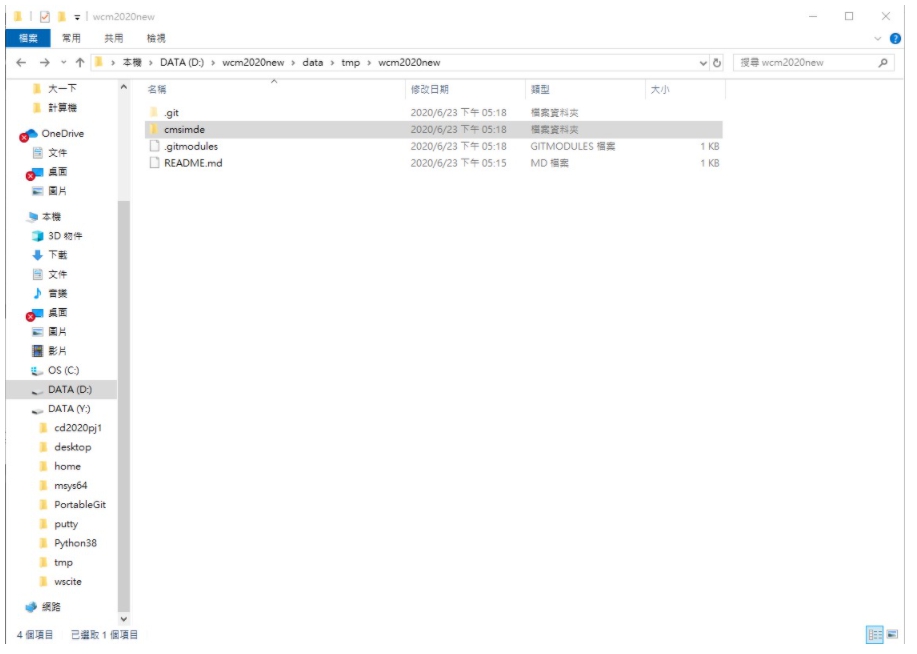 wcm2020new
檔案 常用 共用 檢視
本機 › DATA (D:) › wcm2020new › data › tmp › wcm2020new
搜尋 wcm2020new
名稱 修改日期 類型 大小
.git 2020/6/23 下午 05:18 檔案資料夾
cmsimde 2020/6/23 下午 05:18 檔案資料夾
.gitmodules 2020/6/23 下午 05:18 GITMODULES 檔案 1 KB
README.md 2020/6/23 下午 05:15 MD 檔案 1 KB
大一下
計算機
OneDrive
文件
桌面
圖片
本機
3D 物件
下載
文件
音樂
桌面
圖片
影片
OS (C:)
DATA (D:)
DATA (Y:)
cd2020pj1
desktop
home
msys64
PortableGit
putty
Python38
tmp
wscite
網路
4 個項目 已選取 1 個項目